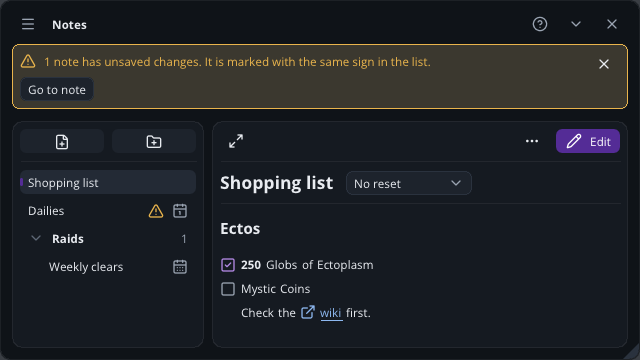 Notes
1 note has unsaved changes. It is marked with the same sign in the list.
Go to note
Edit
Shopping list
Dailies
Raids 1
Weekly clears
Shopping list No reset
Ectos
250 Globs of Ectoplasm
Mystic Coins
Check the wiki first.